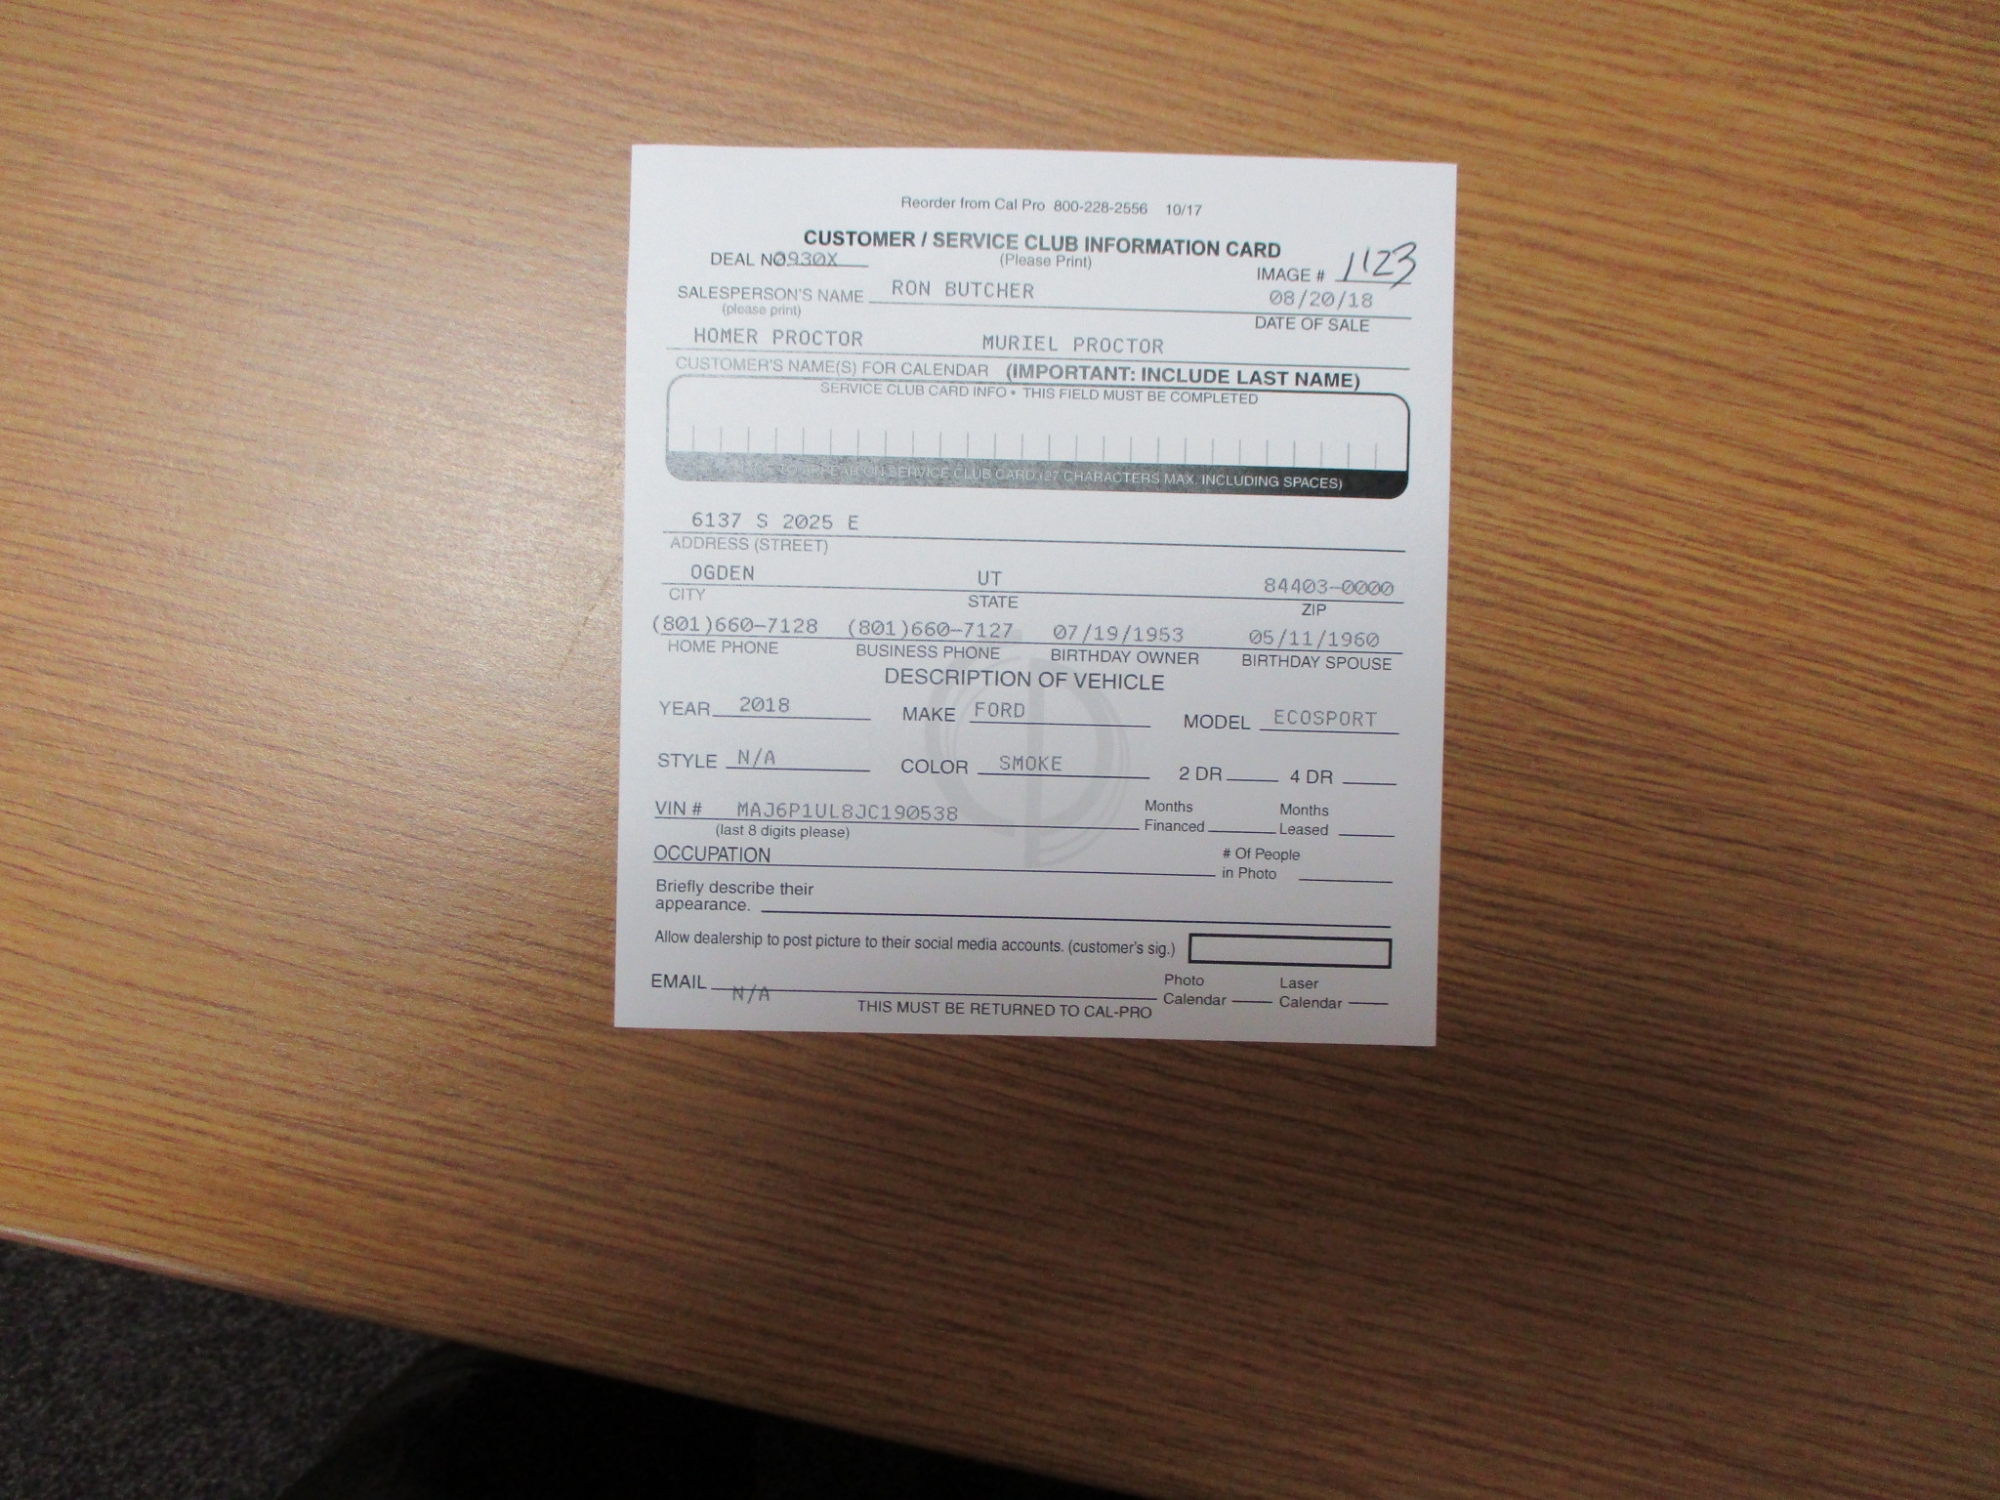 Reorder from Cal Pro 800-228-2556 10/17
CUSTOMER / SERVICE CLUB INFORMATION CARD
DEAL NO 0930X (Please Print) IMAGE # 1123
SALESPERSON'S NAME RON BUTCHER 08/20/18
(please print) DATE OF SALE
HOMER PROCTOR MURIEL PROCTOR
CUSTOMER'S NAME(S) FOR CALENDAR (IMPORTANT: INCLUDE LAST NAME)
SERVICE CLUB CARD INFO • THIS FIELD MUST BE COMPLETED
TO APPEAR ON SERVICE CLUB CARD (27 CHARACTERS MAX. INCLUDING SPACES)
6137 S 2025 E
ADDRESS (STREET)
OGDEN UT 84403-0000
CITY STATE ZIP
(801)660-7128 (801)660-7127 07/19/1953 05/11/1960
HOME PHONE BUSINESS PHONE BIRTHDAY OWNER BIRTHDAY SPOUSE
DESCRIPTION OF VEHICLE
YEAR 2018 MAKE FORD MODEL ECOSPORT
STYLE N/A COLOR SMOKE 2 DR 4 DR
VIN # MAJ6P1UL8JC190538 Months Financed Months Leased
(last 8 digits please)
OCCUPATION # Of People in Photo
Briefly describe their
appearance.
Allow dealership to post picture to their social media accounts. (customer's sig.)
EMAIL N/A Photo Calendar Laser Calendar
THIS MUST BE RETURNED TO CAL-PRO